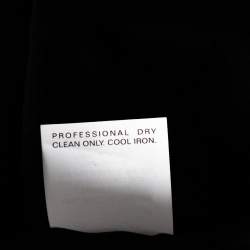 PROFESSIONAL DRY
CLEAN ONLY. COOL IRON.